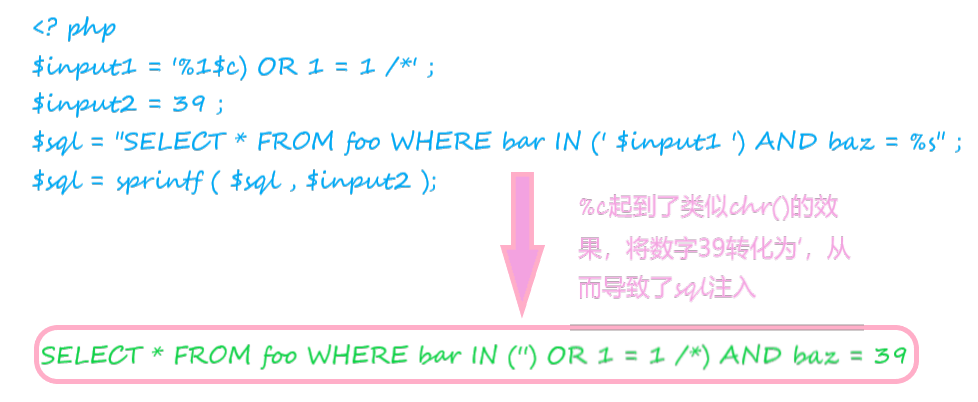 <? php
$input1 = '%1$c) OR 1 = 1 /*' ;
$input2 = 39 ;
$sql = "SELECT * FROM foo WHERE bar IN (' $input1 ') AND baz = %s" ;
$sql = sprintf ( $sql , $input2 );
%c起到了类似chr()的效
果，将数字39转化为'，从
而导致了sql注入
SELECT * FROM foo WHERE bar IN ('') OR 1 = 1 /*) AND baz = 39